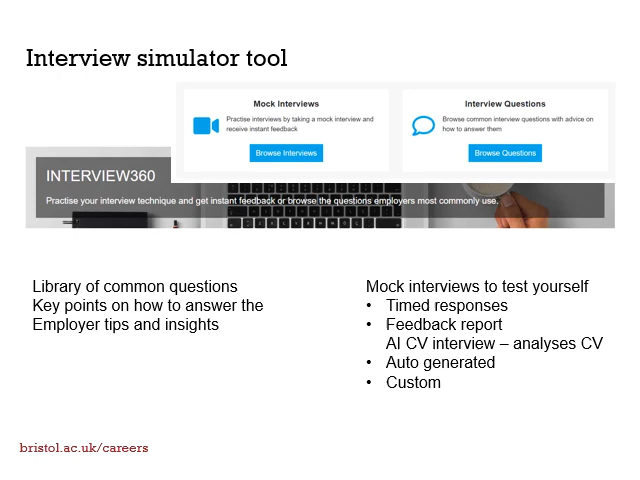 Interview simulator tool
Mock Interviews
Practise interviews by taking a mock interview and
receive instant feedback
Browse Interviews
Interview Questions
Browse common interview questions with advice on
how to answer them
Browse Questions
INTERVIEW360
Practise your interview technique and get instant feedback or browse the questions employers most commonly use.
Library of common questions
Key points on how to answer the
Employer tips and insights
Mock interviews to test yourself
• Timed responses
• Feedback report
AI CV interview – analyses CV
• Auto generated
• Custom
bristol.ac.uk/careers